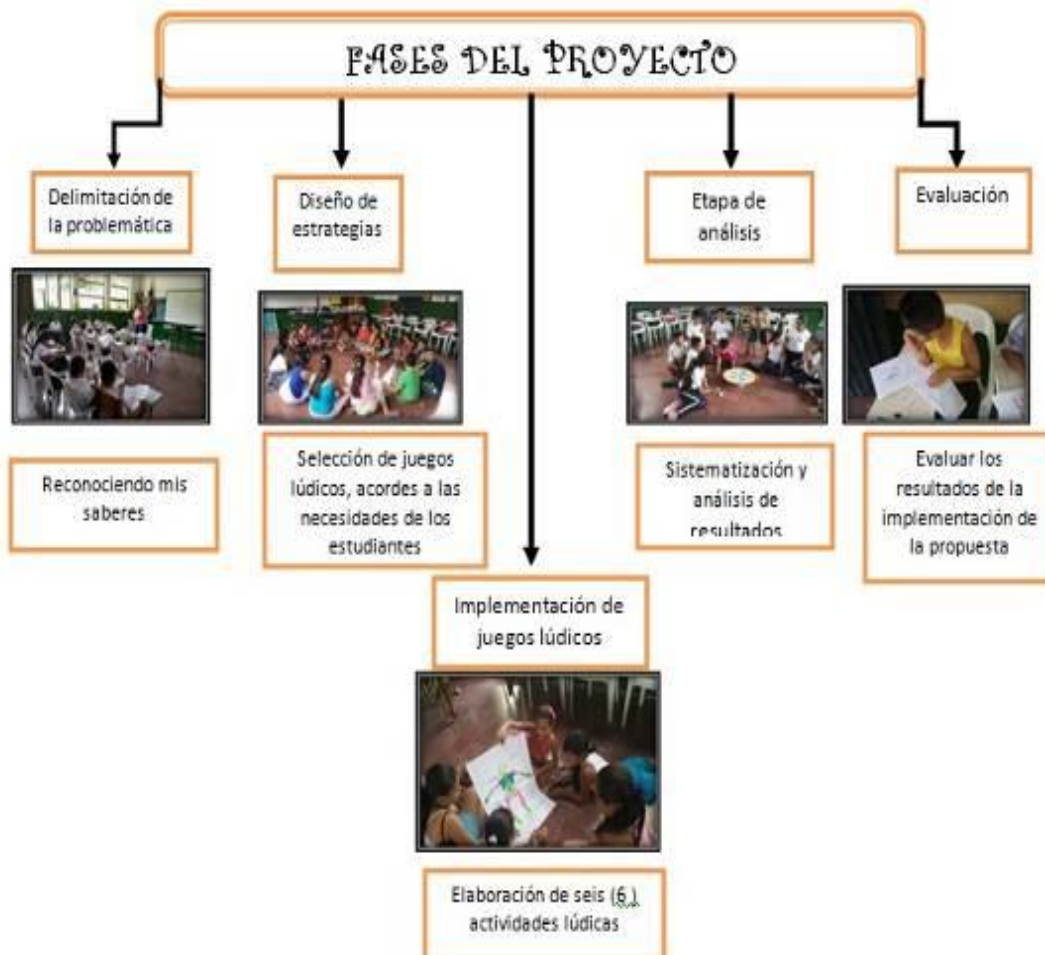 FASES DEL PROYECTO
Delimitación de
la problemática
Reconociendo mis
saberes
Diseño de
estrategias
Selección de juegos
lúdicos, acordes a las
necesidades de los
estudiantes
Implementación de
juegos lúdicos
Elaboración de seis (6 )
actividades lúdicas
Etapa de
análisis
Sistematización y
análisis de
resultados
Evaluación
Evaluar los
resultados de la
implementación de
la propuesta